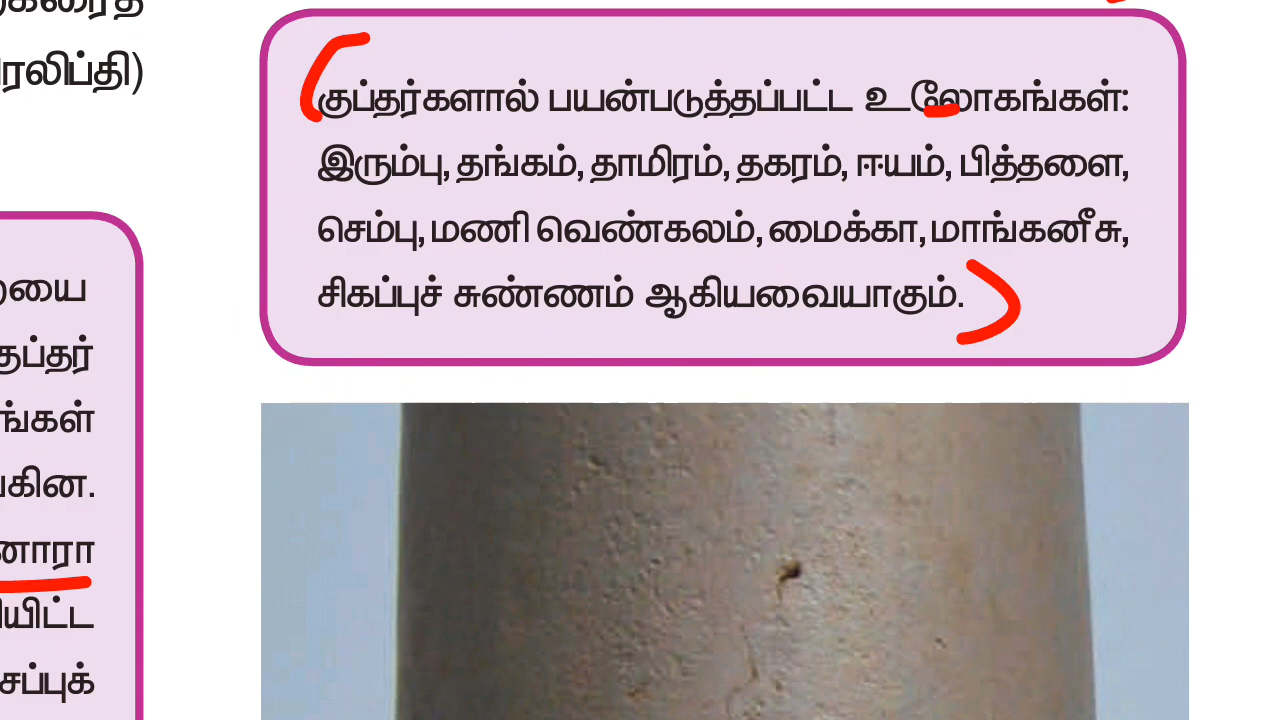 ரலிப்தி)
யை
குப்தர்
ங்கள்
கின.
னாரா
யிட்ட
சப்புக்
குப்தர்களால் பயன்படுத்தப்பட்ட உலோகங்கள்:
இரும்பு, தங்கம், தாமிரம், தகரம், ஈயம், பித்தளை,
செம்பு, மணி வெண்கலம், மைக்கா, மாங்கனீசு,
சிகப்புச் சுண்ணம் ஆகியவையாகும்.